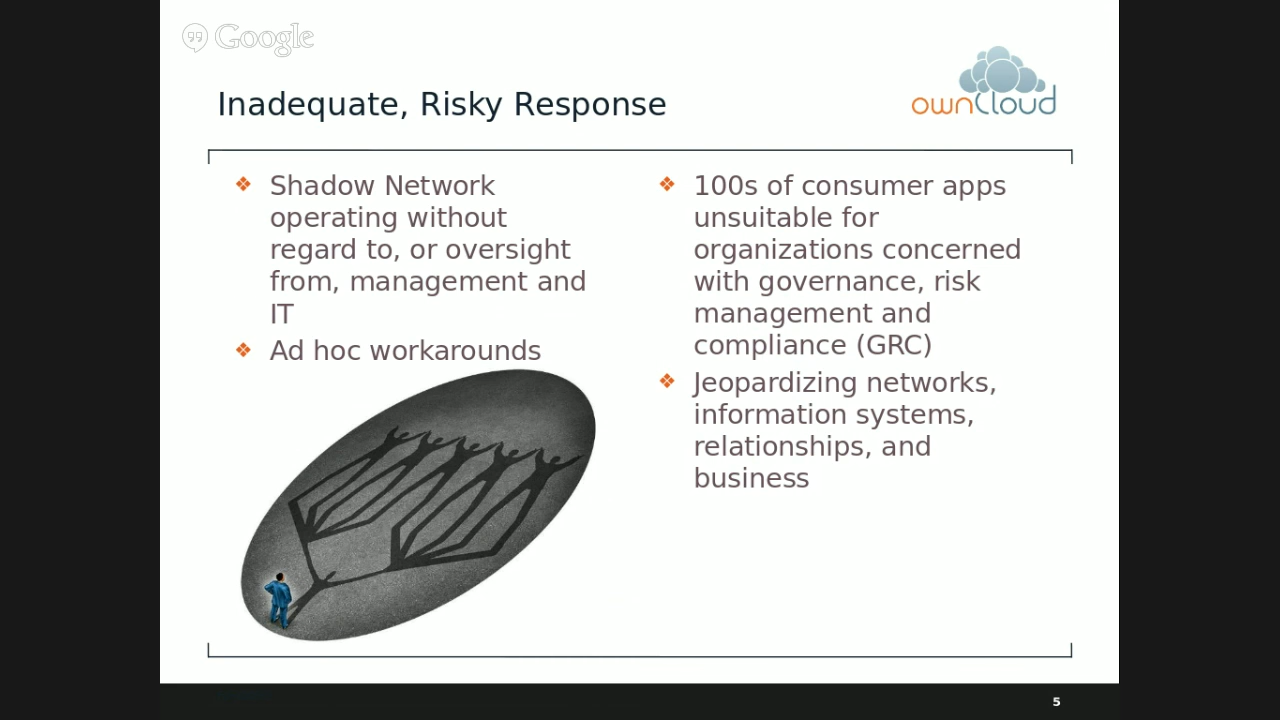 Google
ownCloud
Inadequate, Risky Response
Shadow Network
operating without
regard to, or oversight
from, management and
IT
Ad hoc workarounds
100s of consumer apps
unsuitable for
organizations concerned
with governance, risk
management and
compliance (GRC)
Jeopardizing networks,
information systems,
relationships, and
business
5